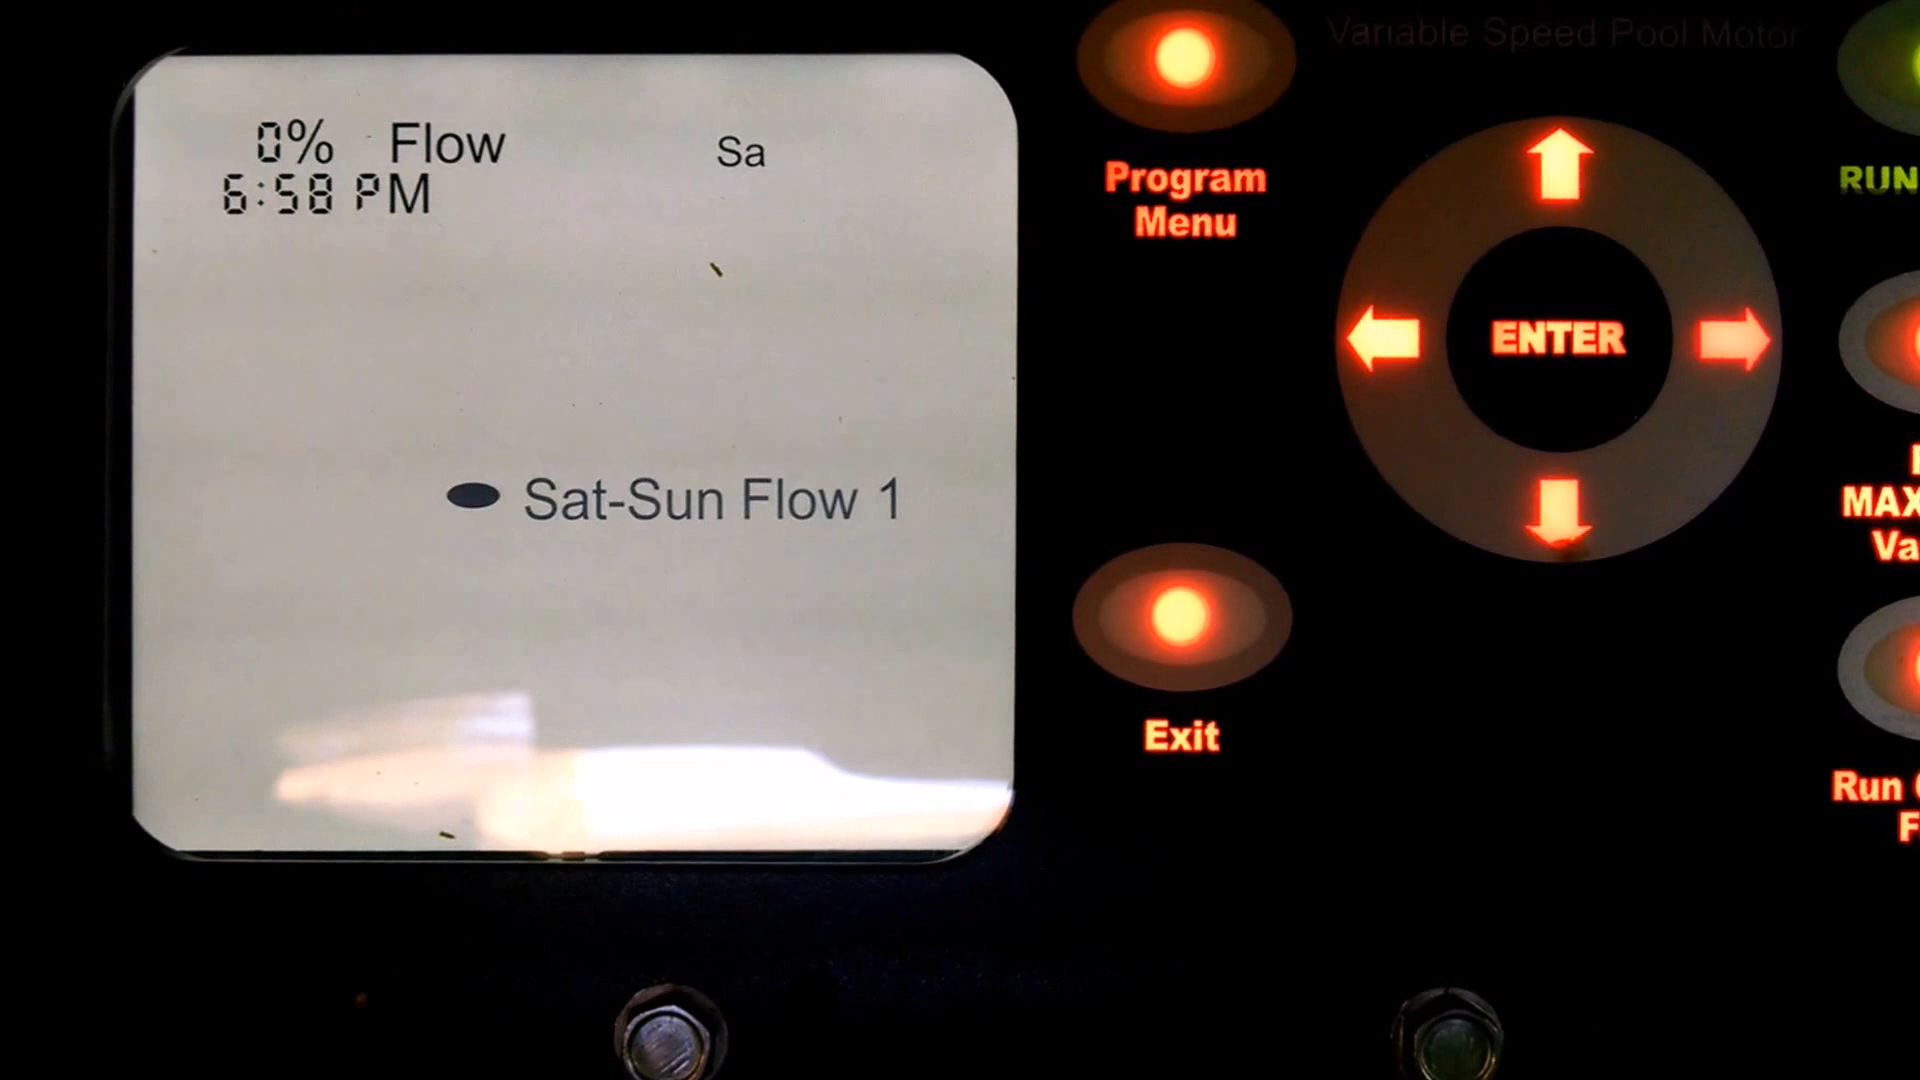 Variable Speed Pool Motor
0% Flow Sa
6:58 PM
Sat-Sun Flow 1
Program
Menu
ENTER
Exit
RUN
MAX
Run